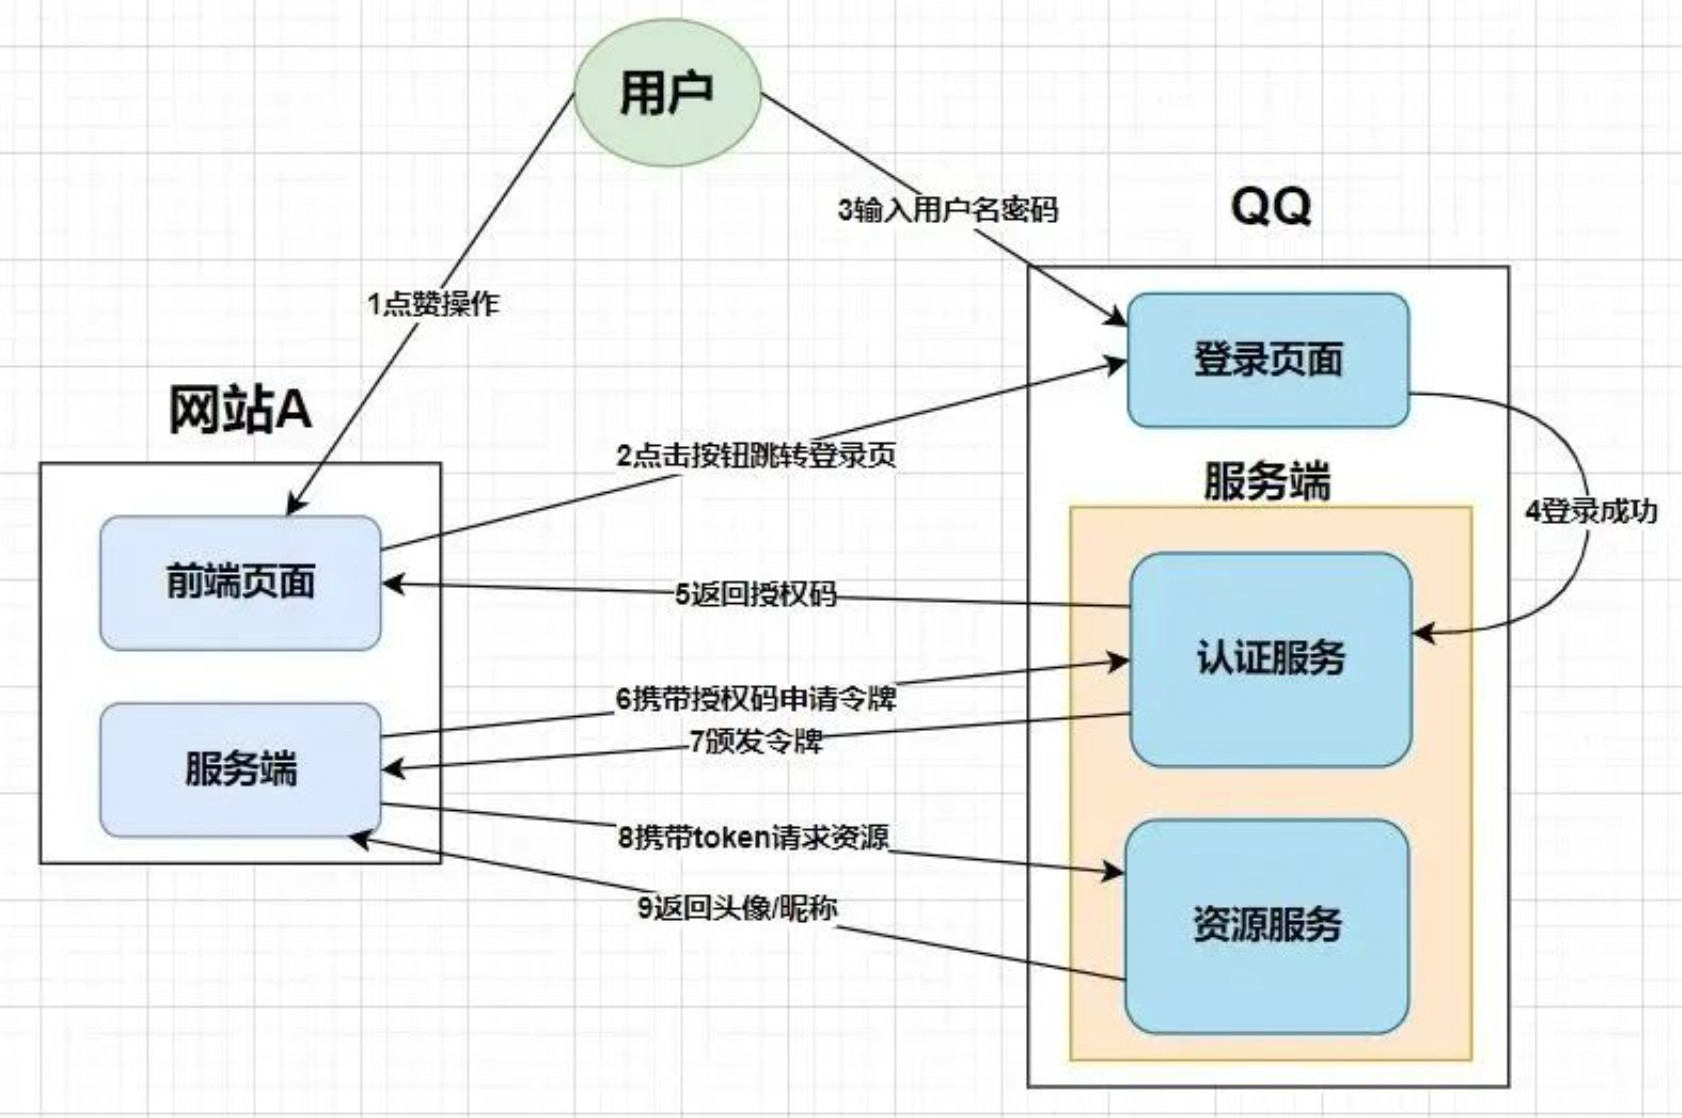 用户
3输入用户名密码
QQ
1点赞操作
登录页面
网站A
2点击按钮跳转登录页
服务端
4登录成功
前端页面
5返回授权码
认证服务
6携带授权码申请令牌
7颁发令牌
服务端
8携带token请求资源
9返回头像/昵称
资源服务